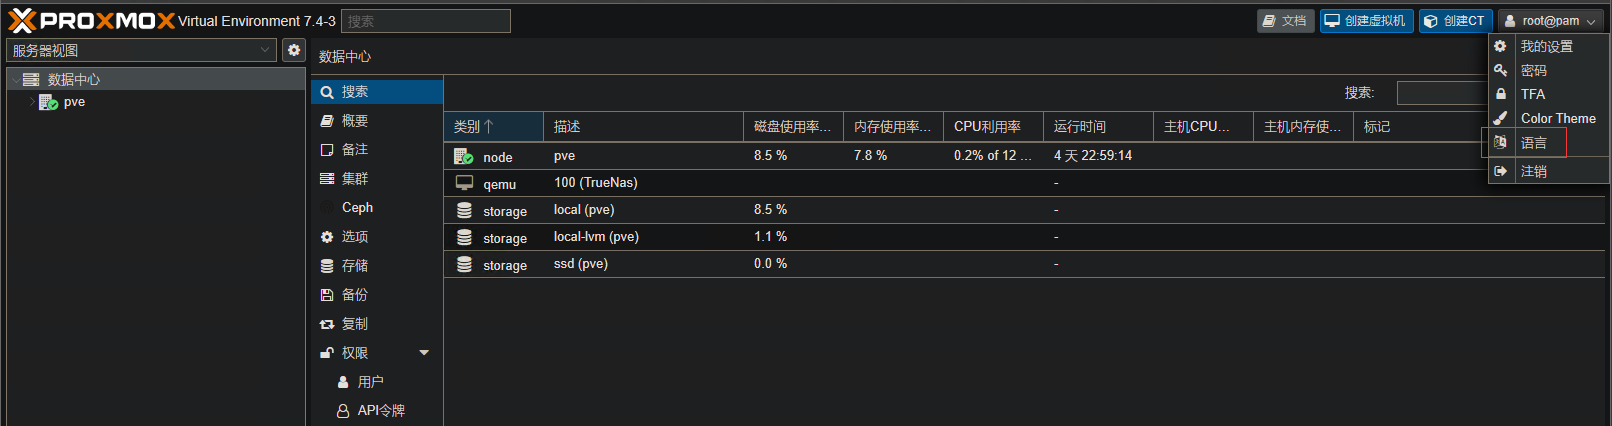 PROXMOX Virtual Environment 7.4-3 搜索 文档 创建虚拟机 创建CT root@pam
服务器视图
数据中心
pve
数据中心
搜索
概要
备注
集群
Ceph
选项
存储
备份
复制
权限
用户
API令牌
搜索:
类别 描述 磁盘使用率... 内存使用率... CPU利用率 运行时间 主机CPU... 主机内存使... 标记
node pve 8.5 % 7.8 % 0.2% of 12 ... 4 天 22:59:14
qemu 100 (TrueNas) -
storage local (pve) 8.5 % -
storage local-lvm (pve) 1.1 % -
storage ssd (pve) 0.0 % -
我的设置
密码
TFA
Color Theme
语言
注销